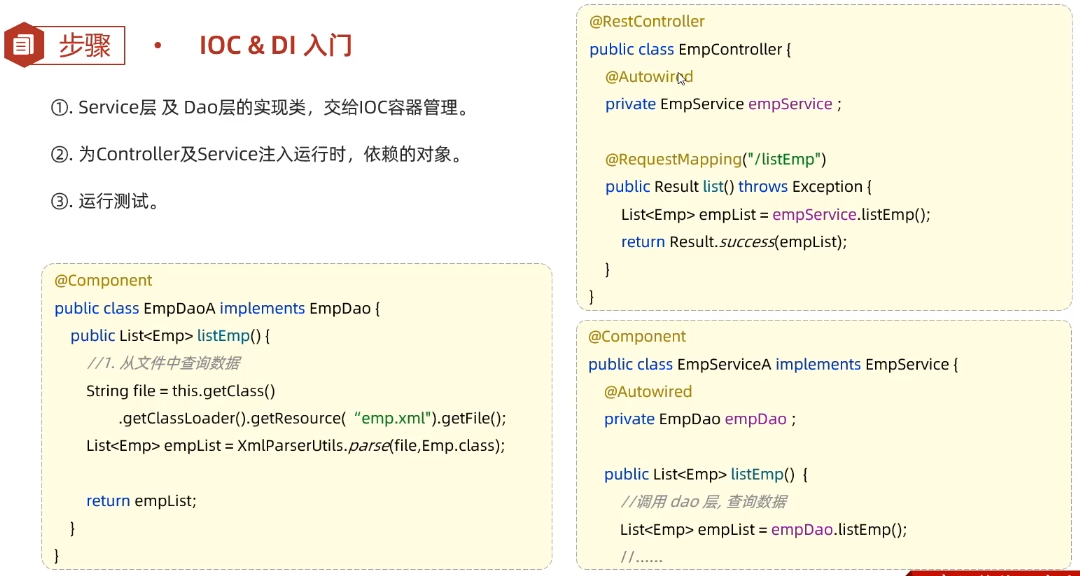 步骤 · IOC & DI 入门
①. Service层 及 Dao层的实现类，交给IOC容器管理。
②. 为Controller及Service注入运行时，依赖的对象。
③. 运行测试。
@Component
public class EmpDaoA implements EmpDao {
public List<Emp> listEmp() {
//1. 从文件中查询数据
String file = this.getClass()
.getClassLoader().getResource( “emp.xml").getFile();
List<Emp> empList = XmlParserUtils.parse(file,Emp.class);
return empList;
}
}
@RestController
public class EmpController {
@Autowired
private EmpService empService ;
@RequestMapping("/listEmp")
public Result list() throws Exception {
List<Emp> empList = empService.listEmp();
return Result.success(empList);
}
}
@Component
public class EmpServiceA implements EmpService {
@Autowired
private EmpDao empDao ;
public List<Emp> listEmp() {
//调用 dao 层, 查询数据
List<Emp> empList = empDao.listEmp();
//......